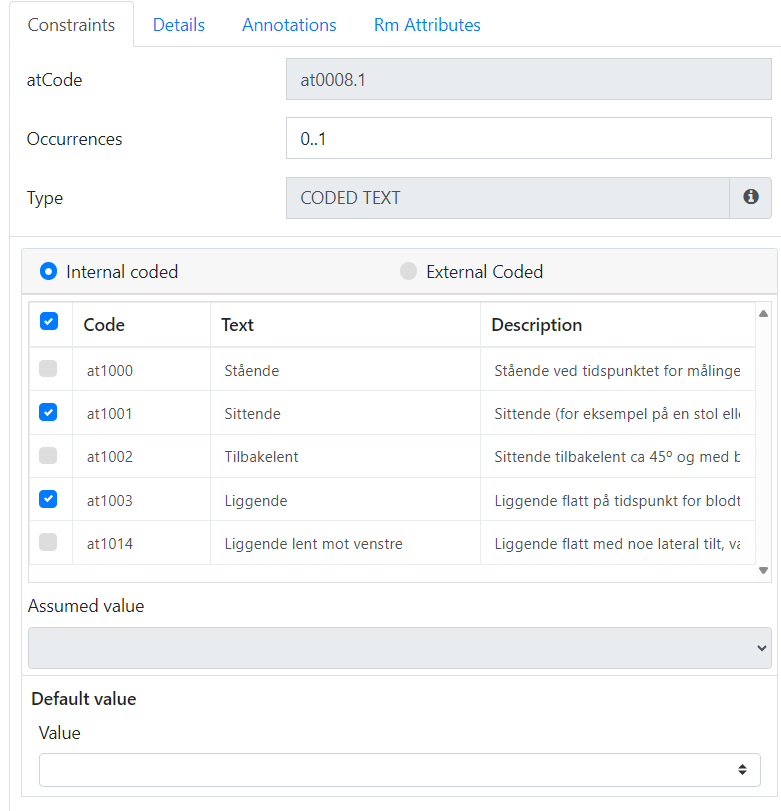 Constraints Details Annotations Rm Attributes
atCode at0008.1
Occurrences 0..1
Type CODED TEXT
Internal coded External Coded
Code Text Description
at1000 Stående Stående ved tidspunktet for målinge
at1001 Sittende Sittende (for eksempel på en stol elle
at1002 Tilbakelent Sittende tilbakelent ca 45º og med b
at1003 Liggende Liggende flatt på tidspunkt for blodt
at1014 Liggende lent mot venstre Liggende flatt med noe lateral tilt, va
Assumed value
Default value
Value